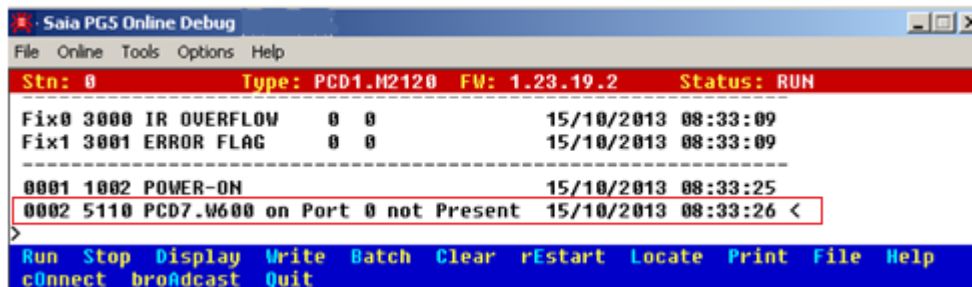 Saia PG5 Online Debug
File Online Tools Options Help
Stn: 0 Type: PCD1.M2120 FW: 1.23.19.2 Status: RUN
Fix0 3000 IR OVERFLOW 0 0 15/10/2013 08:33:09
Fix1 3001 ERROR FLAG 0 0 15/10/2013 08:33:09
0001 1002 POWER-ON 15/10/2013 08:33:25
0002 5110 PCD7.W600 on Port 0 not Present 15/10/2013 08:33:26 <
>
Run Stop Display Write Batch Clear rEstart Locate Print File Help
cOnnect broAdcast Quit